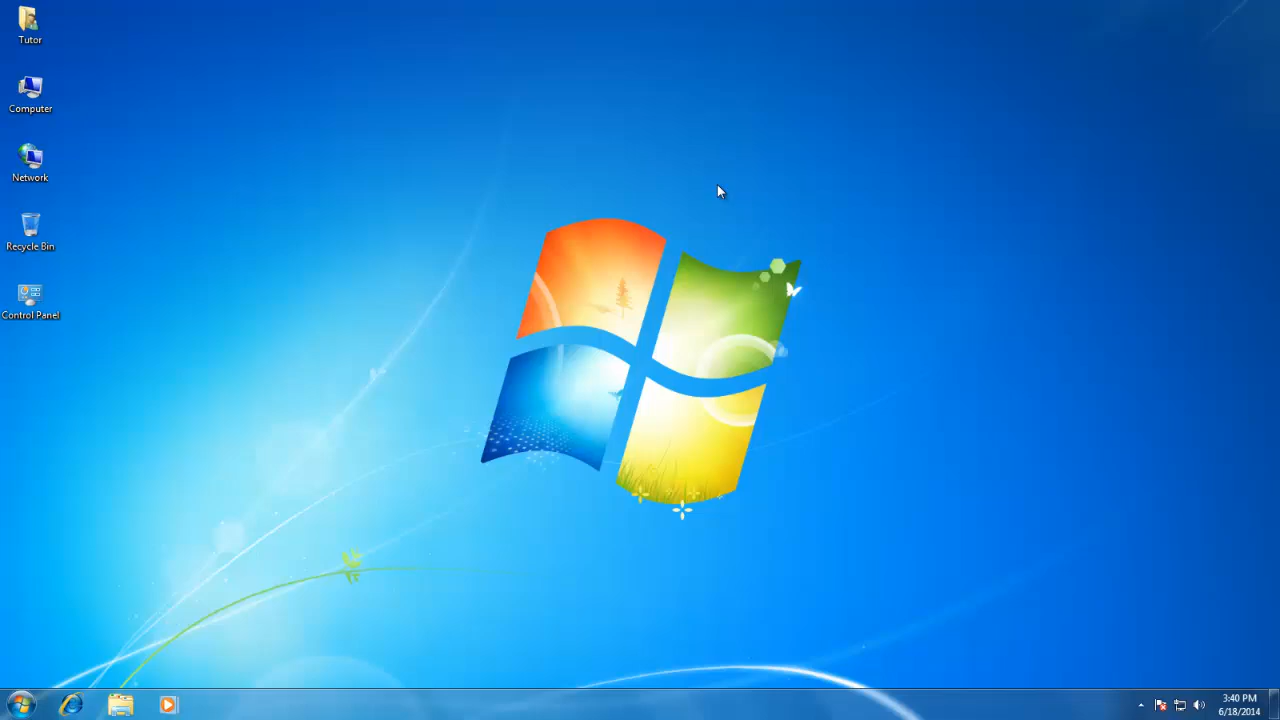 Tutor
Computer
Network
Recycle Bin
Control Panel
3:40 PM
6/18/2014